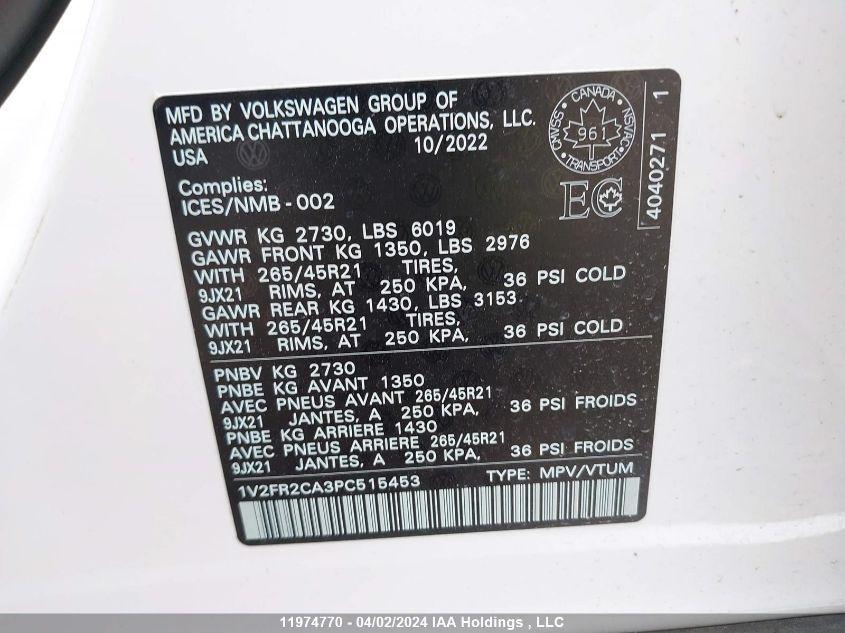 MFD BY VOLKSWAGEN GROUP OF
AMERICA CHATTANOOGA OPERATIONS, LLC.
USA 10/2022
CANADA
CMVSS NSVAC
961
TRANSPORT
EC
4040271 1
Complies:
ICES/NMB-002
GVWR KG 2730, LBS 6019
GAWR FRONT KG 1350, LBS 2976
WITH 265/45R21 TIRES,
9JX21 RIMS, AT 250 KPA, 36 PSI COLD
GAWR REAR KG 1430, LBS 3153
WITH 265/45R21 TIRES,
9JX21 RIMS, AT 250 KPA, 36 PSI COLD
PNBV KG 2730
PNBE KG AVANT 1350
AVEC PNEUS AVANT 265/45R21
9JX21 JANTES, A 250 KPA, 36 PSI FROIDS
PNBE KG ARRIERE 1430
AVEC PNEUS ARRIERE 265/45R21
9JX21 JANTES, A 250 KPA, 36 PSI FROIDS
1V2FR2CA3PC515453 TYPE: MPV/VTUM
11974770 - 04/02/2024 IAA Holdings , LLC